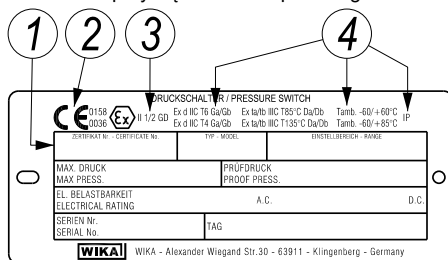 1 2 3 4
DRUCKSCHALTER / PRESSURE SWITCH
CE 0158 Ex II 1/2 GD Ex d IIC T6 Ga/Gb Ex ta/tb IIIC T85°C Da/Db Tamb. -60/+60°C IP
0036 Ex d IIC T4 Ga/Gb Ex ta/tb IIIC T135°C Da/Db Tamb. -60/+85°C
ZERTIFIKAT Nr. - CERTIFICATE No. TYP - MODEL EINSTELLBEREICH - RANGE
MAX. DRUCK PRÜFDRUCK
MAX PRESS. PROOF PRESS.
EL. BELASTBARKEIT
ELECTRICAL RATING A.C. D.C.
SERIEN Nr. TAG
SERIAL No.
WIKA WIKA - Alexander Wiegand Str.30 - 63911 - Klingenberg - Germany